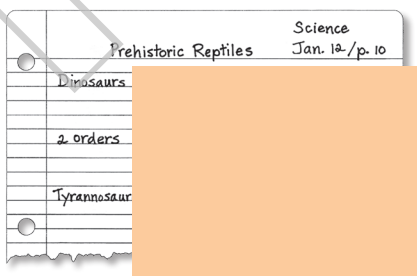 Science
Prehistoric Reptiles Jan. 12/p. 10
Dinosaurs
2 orders
Tyrannosaur